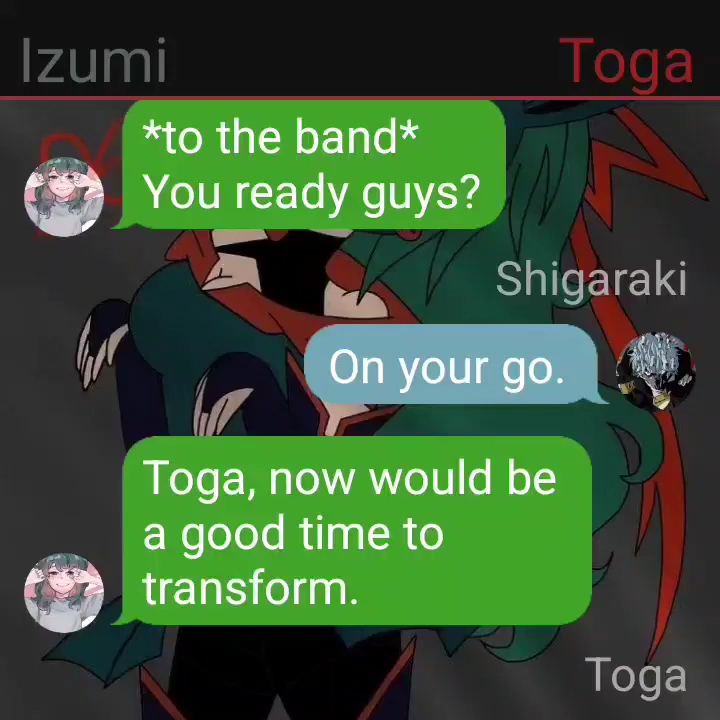 Izumi
Toga
*to the band*
You ready guys?
Shigaraki
On your go.
Toga, now would be
a good time to
transform.
Toga